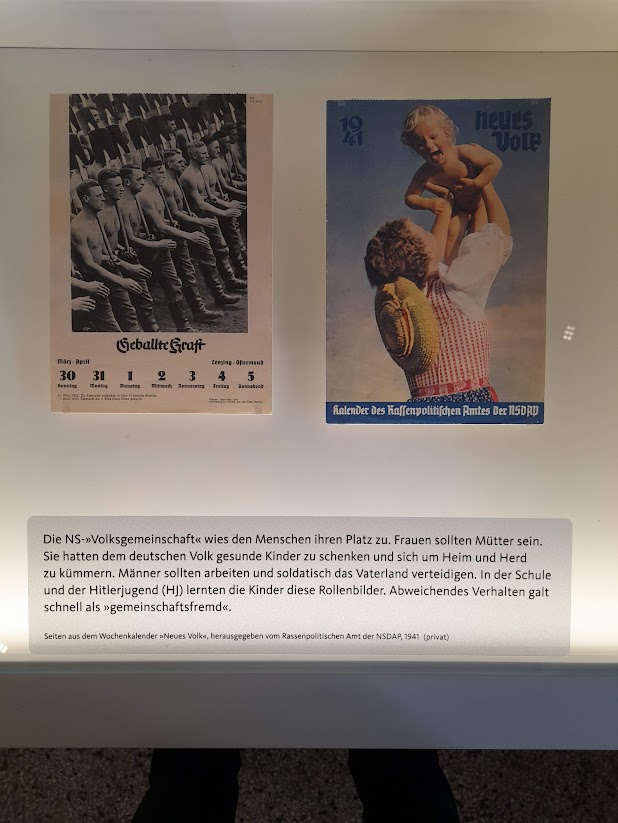 Geballte Kraft
März · April
Lenzing · Ostermond
30 31 1 2 3 4 5
Sonntag Montag Dienstag Mittwoch Donnerstag Freitag Sonnabend
1941
neues
Volk
Kalender des Rassenpolitischen Amtes der NSDAP
Die NS-»Volksgemeinschaft« wies den Menschen ihren Platz zu. Frauen sollten Mütter sein.
Sie hatten dem deutschen Volk gesunde Kinder zu schenken und sich um Heim und Herd
zu kümmern. Männer sollten arbeiten und soldatisch das Vaterland verteidigen. In der Schule
und der Hitlerjugend (HJ) lernten die Kinder diese Rollenbilder. Abweichendes Verhalten galt
schnell als »gemeinschaftsfremd«.
Seiten aus dem Wochenkalender »Neues Volk«, herausgegeben vom Rassenpolitischen Amt der NSDAP, 1941 (privat)